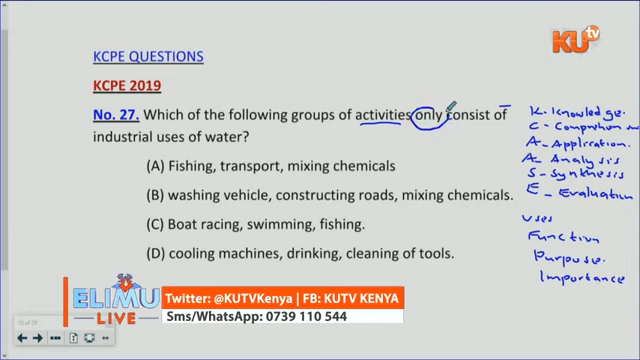 KCPE QUESTIONS
KU tv
KCPE 2019
No. 27. Which of the following groups of activities only consist of
industrial uses of water?
(A) Fishing, transport, mixing chemicals
(B) washing vehicle, constructing roads, mixing chemicals.
(C) Boat racing, swimming, fishing.
(D) cooling machines, drinking, cleaning of tools.
K - Knowledge
C - Comprehension
A - Application.
A - Analysis
S - Synthesis
E - Evaluation
uses
Function
Purpose.
Importance
ELIMU
LIVE
Twitter: @KUTVKenya | FB: KUTV KENYA
Sms/WhatsApp: 0739 110 544